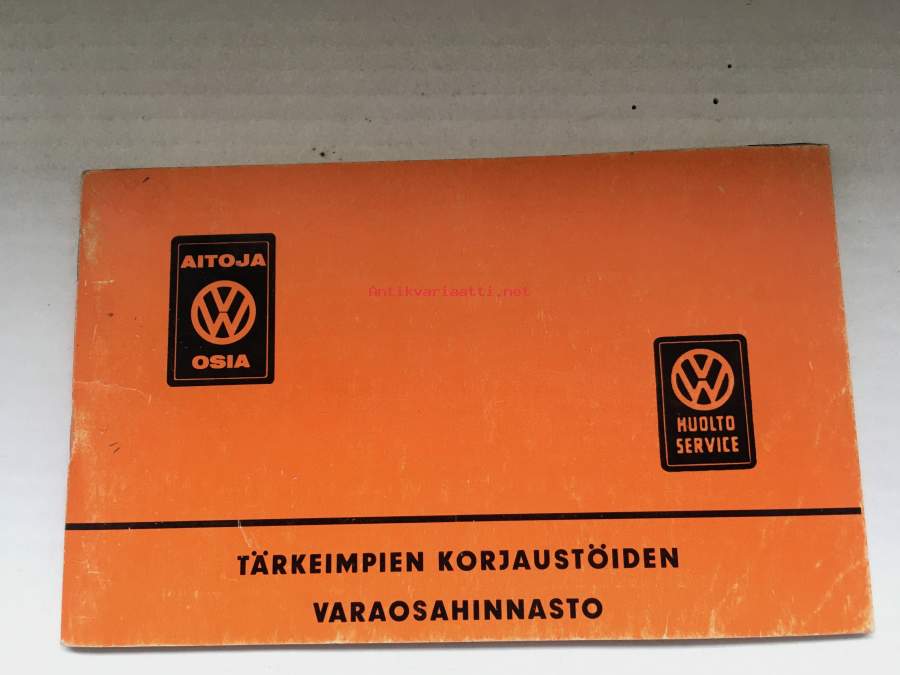 AITOJA
VW
OSIA
Antikvariaatti.net
VW
HUOLTO
SERVICE
TÄRKEIMPIEN KORJAUSTÖIDEN
VARAOSAHINNASTO